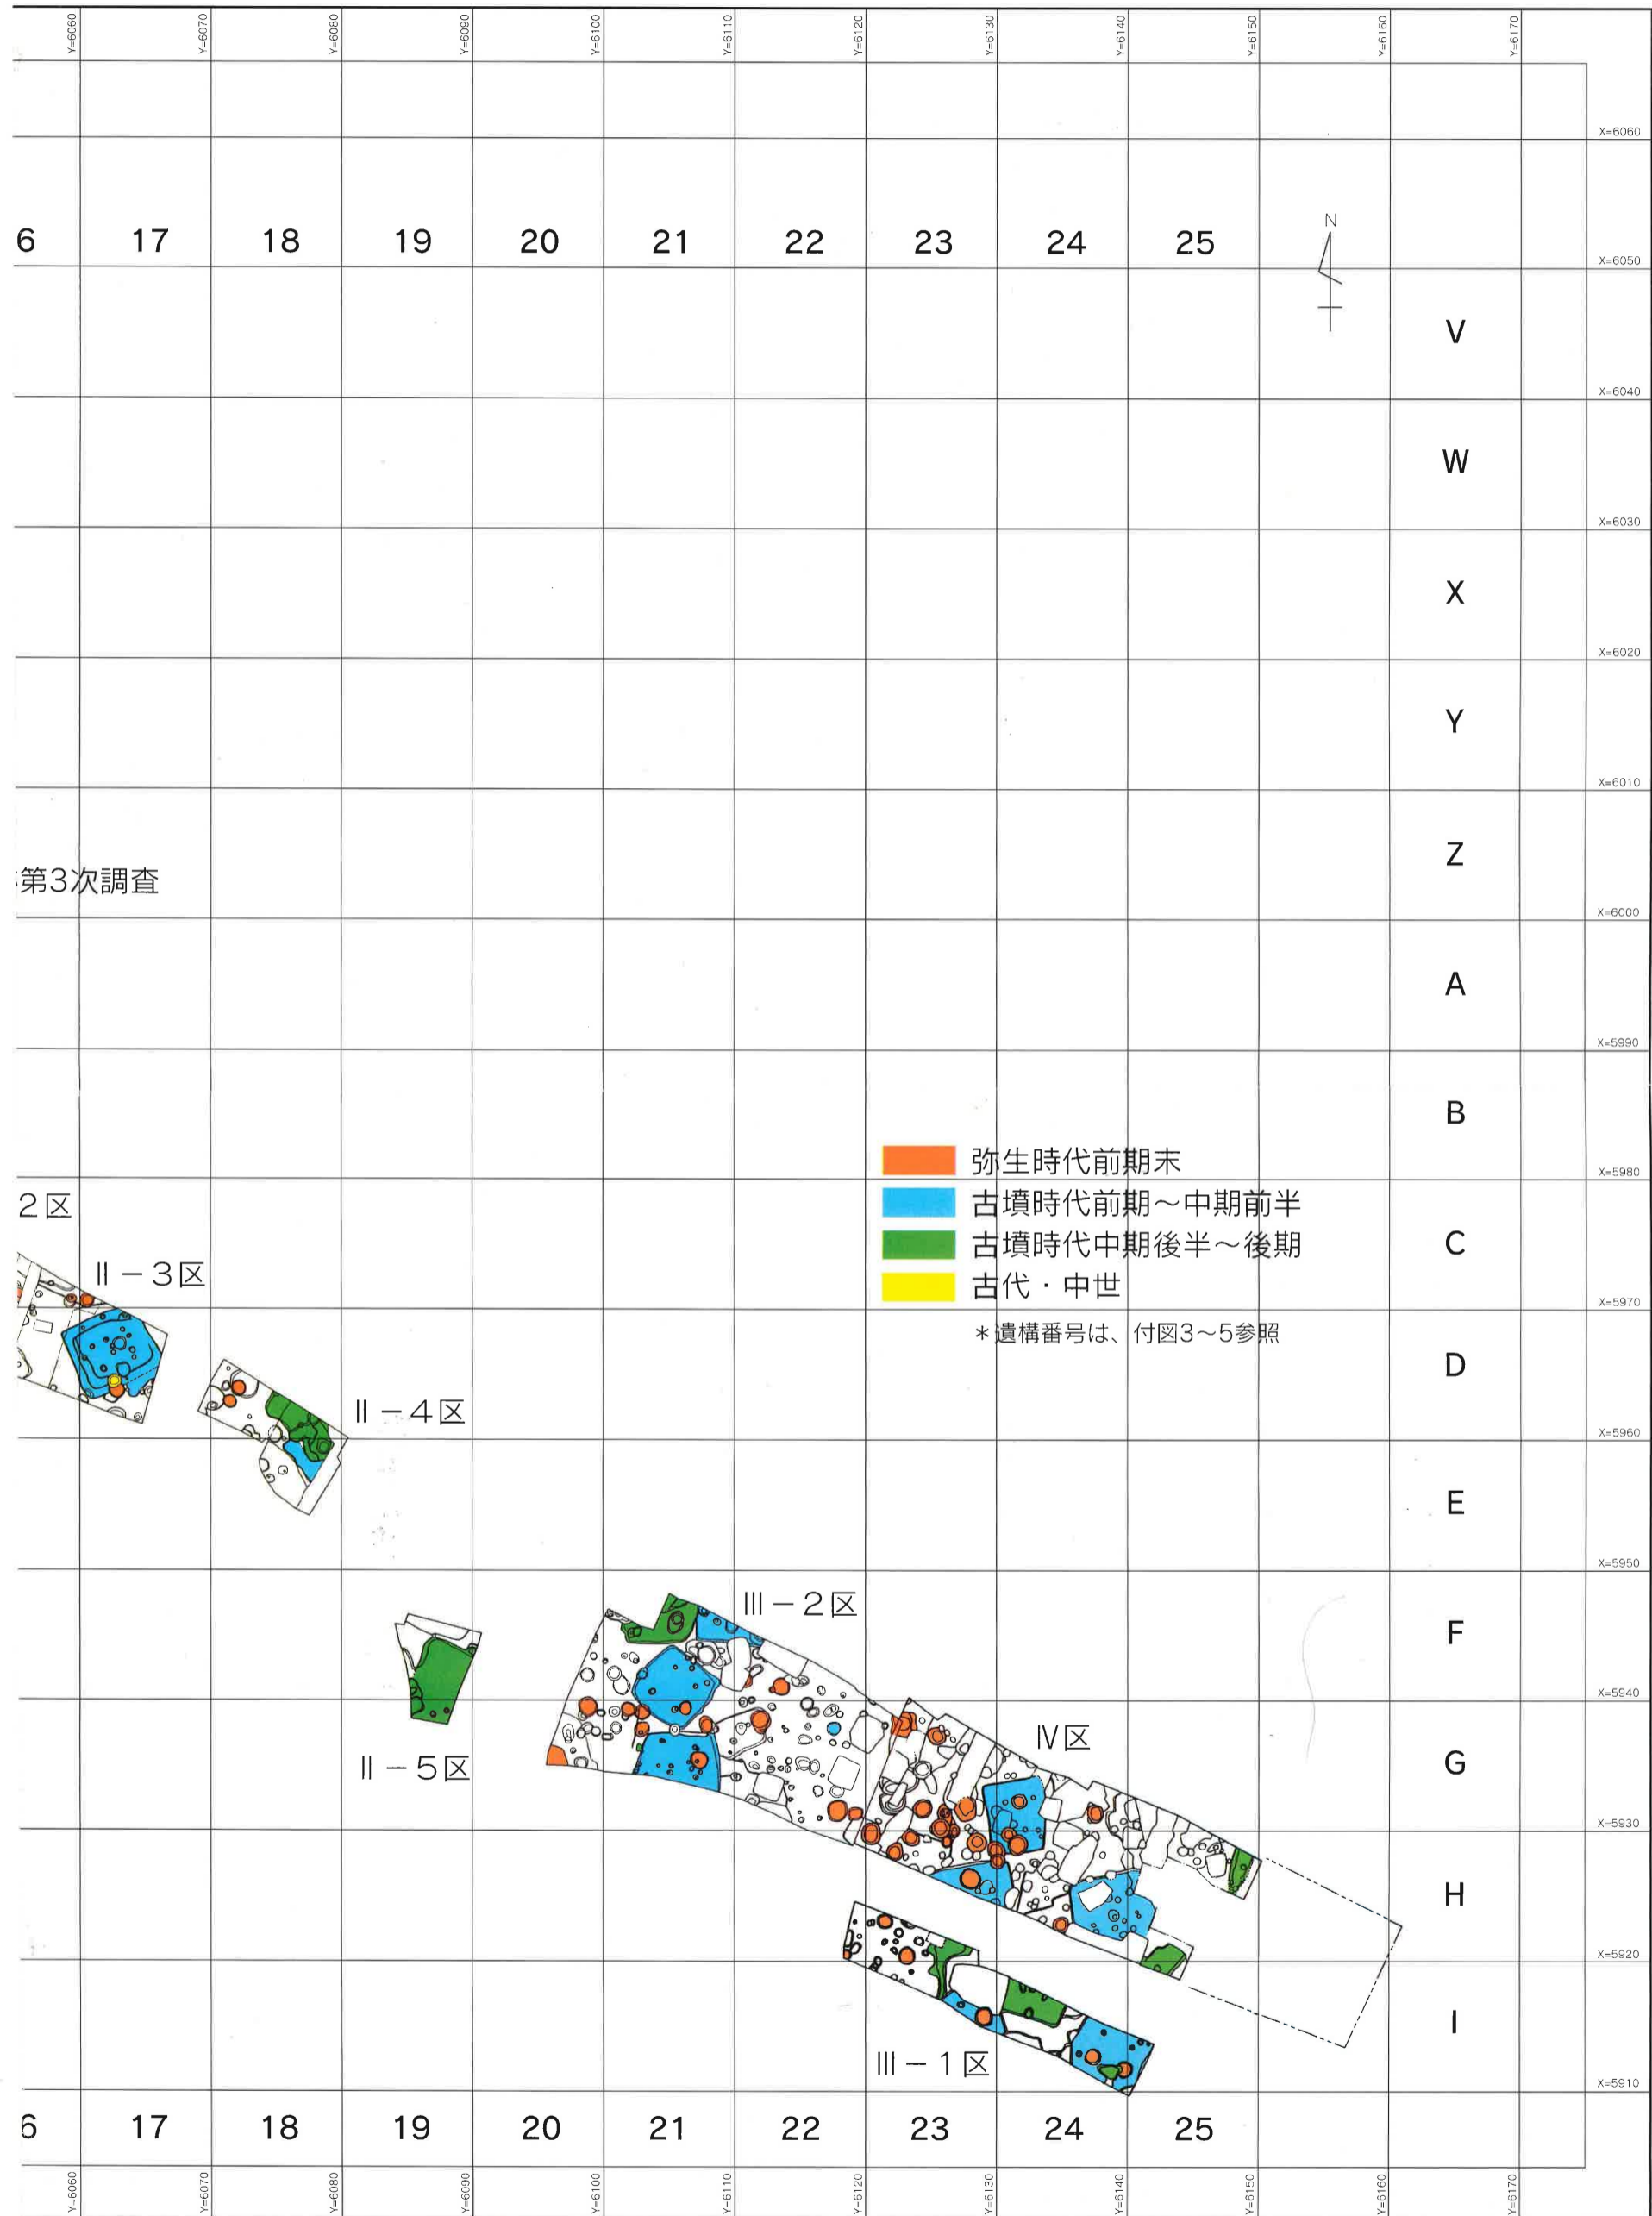 Y=6060 Y=6070 Y=6080 Y=6090 Y=6100 Y=6110 Y=6120 Y=6130 Y=6140 Y=6150 Y=6160 Y=6170
X=6060
N
6 17 18 19 20 21 22 23 24 25
X=6050
V
X=6040
W
X=6030
X
X=6020
Y
X=6010
Z
第3次調査
X=6000
A
X=5990
B
弥生時代前期末
X=5980
古墳時代前期～中期前半
2区
古墳時代中期後半～後期
C
Ⅱ－3区
古代・中世
X=5970
＊遺構番号は、付図3～5参照
D
Ⅱ－4区
X=5960
E
X=5950
Ⅲ－2区
F
X=5940
Ⅳ区
G
Ⅱ－5区
X=5930
H
X=5920
I
Ⅲ－1区
X=5910
6 17 18 19 20 21 22 23 24 25
Y=6060 Y=6070 Y=6080 Y=6090 Y=6100 Y=6110 Y=6120 Y=6130 Y=6140 Y=6150 Y=6160 Y=6170